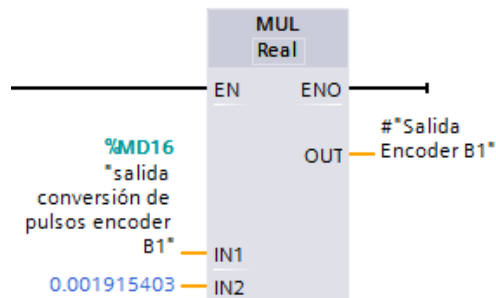 MUL
Real
EN ENO
%MD16
"salida
conversión de
pulsos encoder
B1"
#"Salida
OUT Encoder B1"
IN1
0.001915403 IN2